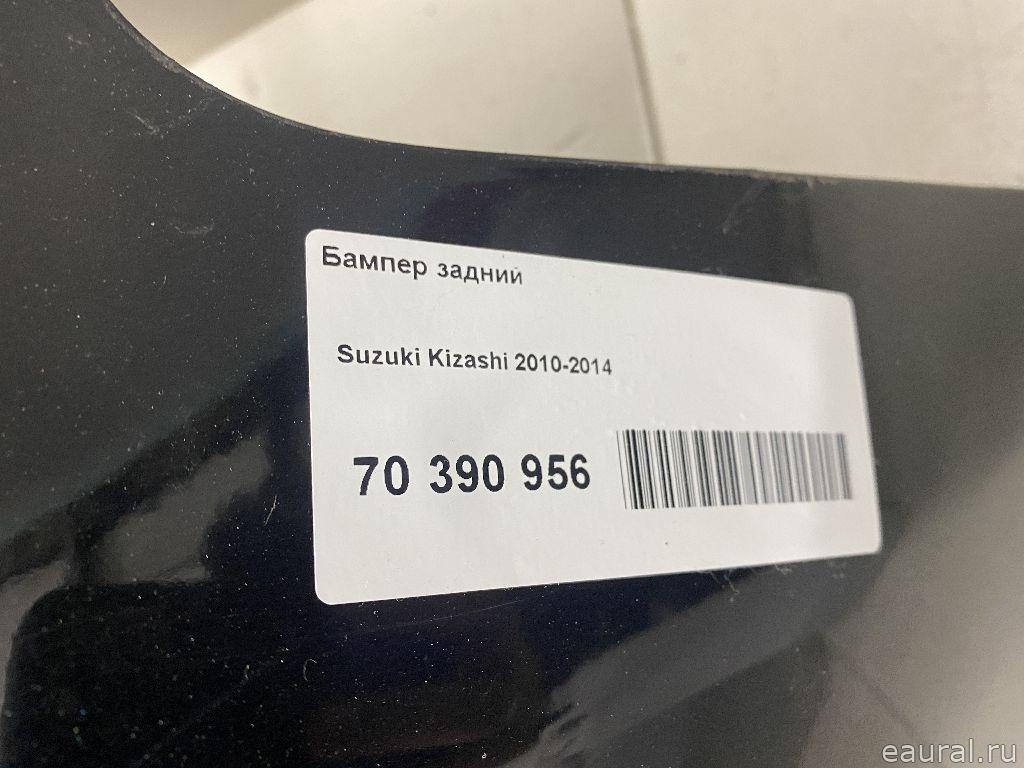 Бампер задний
Suzuki Kizashi 2010-2014
70 390 956
eaural.ru